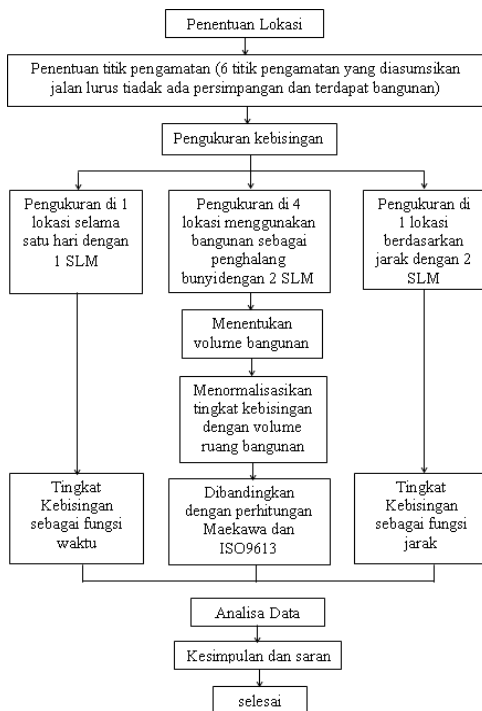 Penentuan Lokasi
Penentuan titik pengamatan (6 titik pengamatan yang diasumsikan
jalan lurus tiadak ada persimpangan dan terdapat bangunan)
Pengukuran kebisingan
Pengukuran di 1
lokasi selama
satu hari dengan
1 SLM
Pengukuran di 4
lokasi menggunakan
bangunan sebagai
penghalang
bunyidengan 2 SLM
Pengukuran di
1 lokasi
berdasarkan
jarak dengan 2
SLM
Menentukan
volume bangunan
Menormalisasikan
tingkat kebisingan
dengan volume
ruang bangunan
Tingkat
Kebisingan
sebagai fungsi
waktu
Dibandingkan
dengan perhitungan
Maekawa dan
ISO9613
Tingkat
Kebisingan
sebagai fungsi
jarak
Analisa Data
Kesimpulan dan saran
selesai